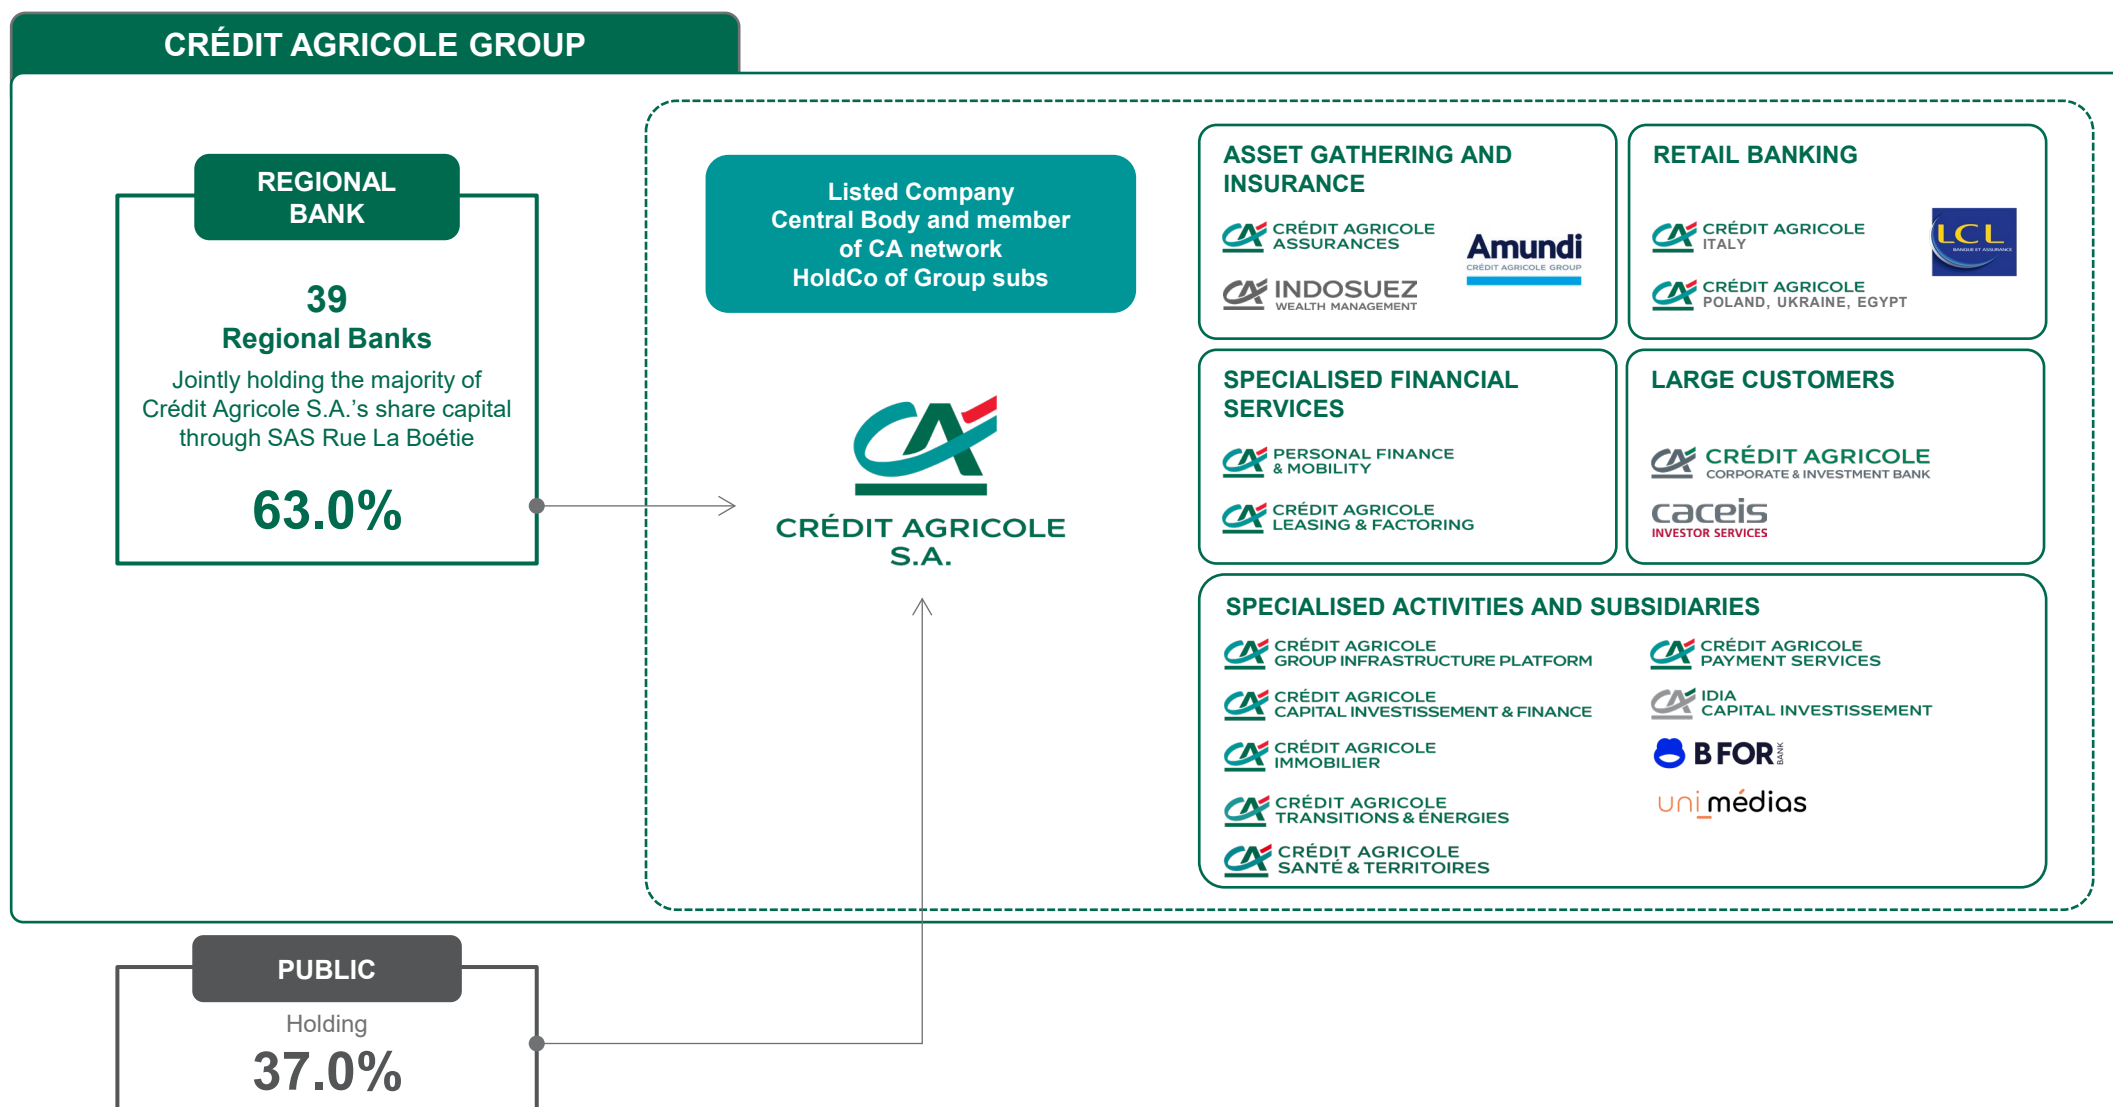 CRÉDIT AGRICOLE GROUP
REGIONAL
BANK
39
Regional Banks
Jointly holding the majority of
Crédit Agricole S.A.’s share capital
through SAS Rue La Boétie
63.0%
Listed Company
Central Body and member
of CA network
HoldCo of Group subs
CRÉDIT AGRICOLE
S.A.
ASSET GATHERING AND
INSURANCE
CRÉDIT AGRICOLE
ASSURANCES
INDOSUEZ
WEALTH MANAGEMENT
Amundi
CRÉDIT AGRICOLE GROUP
RETAIL BANKING
CRÉDIT AGRICOLE
ITALY
CRÉDIT AGRICOLE
POLAND, UKRAINE, EGYPT
LCL
BANQUE ET ASSURANCE
SPECIALISED FINANCIAL
SERVICES
PERSONAL FINANCE
& MOBILITY
CRÉDIT AGRICOLE
LEASING & FACTORING
LARGE CUSTOMERS
CRÉDIT AGRICOLE
CORPORATE & INVESTMENT BANK
caceis
INVESTOR SERVICES
SPECIALISED ACTIVITIES AND SUBSIDIARIES
CRÉDIT AGRICOLE
GROUP INFRASTRUCTURE PLATFORM
CRÉDIT AGRICOLE
CAPITAL INVESTISSEMENT & FINANCE
CRÉDIT AGRICOLE
IMMOBILIER
CRÉDIT AGRICOLE
TRANSITIONS & ÉNERGIES
CRÉDIT AGRICOLE
SANTÉ & TERRITOIRES
CRÉDIT AGRICOLE
PAYMENT SERVICES
IDIA
CAPITAL INVESTISSEMENT
B FOR BANK
uni_médias
PUBLIC
Holding
37.0%